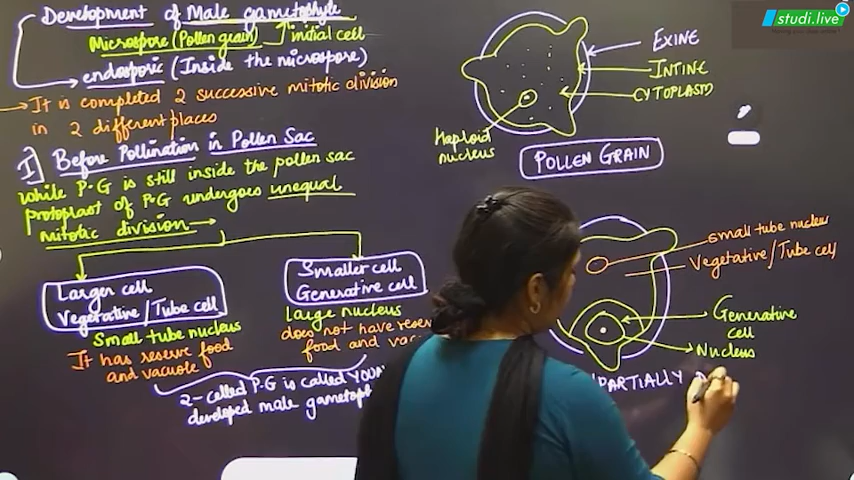 Development of Male gametophyte
Microspore (Pollen grain) → initial cell
endosporic (Inside the microspore)
→ It is completed 2 successive mitotic division
in 2 different places
I] Before Pollination in Pollen Sac
While P.G is still inside the pollen sac
protoplast of P.G undergoes unequal
mitotic division →
Larger cell
Vegetative/Tube cell
Small tube nucleus
It has reserve food
and vacuole
Smaller cell
Generative cell
Large nucleus
does not have
food and
2-celled P.G is called
developed male
EXINE
INTINE
CYTOPLASM
Haploid
nucleus
POLLEN GRAIN
small tube nucleus
Vegetative/Tube cell
Generative
cell
Nucleus
PARTIALLY
studi.live